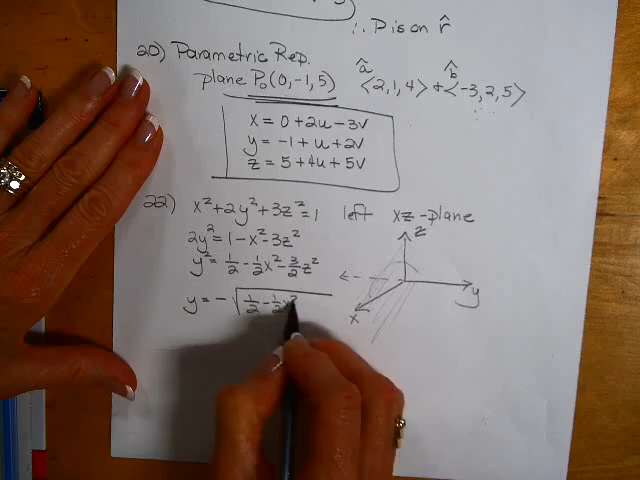 ∴ P is on r̂
20) Parametric Rep.
plane P₀(0,-1,5) â <2,1,4> + b̂ <-3,2,5>
x = 0 + 2u - 3v
y = -1 + u + 2v
z = 5 + 4u + 5v
22) x² + 2y² + 3z² = 1 left xz-plane
2y² = 1 - x² - 3z²
y² = 1/2 - 1/2x² - 3/2z²
y = - √1/2 - 1/2x²
z
y
x